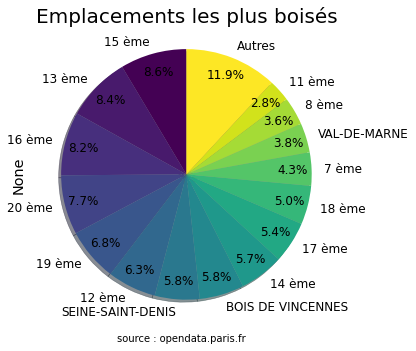 Emplacements les plus boisés
15 ème
Autres
8.6%
11.9%
13 ème
8.4%
11 ème
2.8%
8 ème
3.6%
16 ème
8.2%
VAL-DE-MARNE
3.8%
None
7 ème
4.3%
20 ème
7.7%
18 ème
5.0%
19 ème
6.8%
17 ème
5.4%
12 ème
6.3%
14 ème
5.7%
SEINE-SAINT-DENIS
5.8%
BOIS DE VINCENNES
5.8%
source : opendata.paris.fr